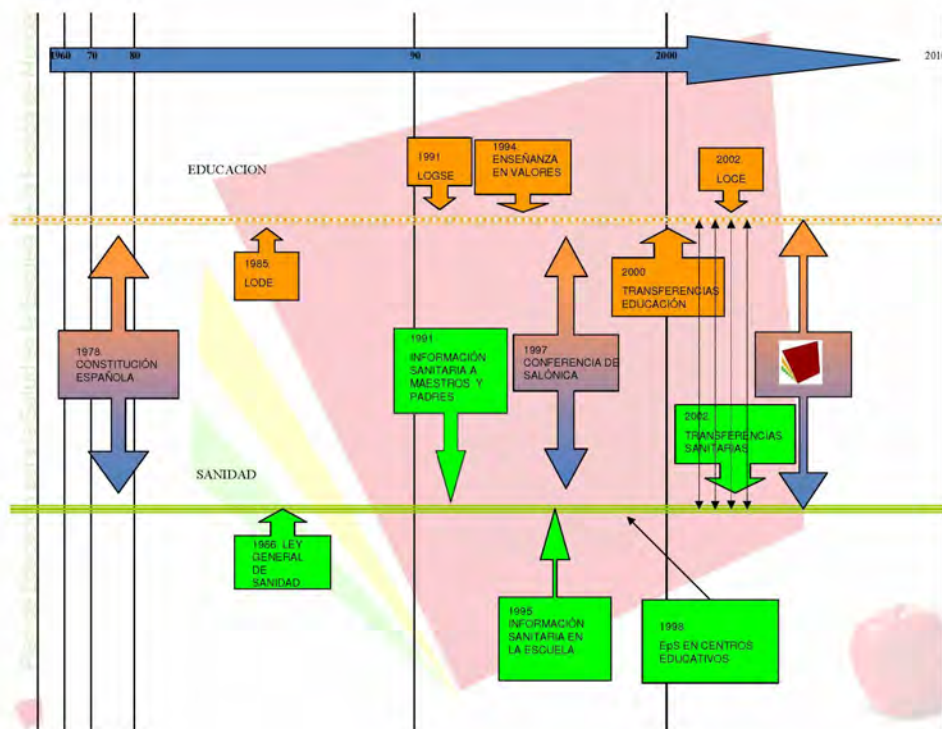 1960 70 80 90 2000 2010
EDUCACION
1991
LOGSE
1994.
ENSEÑANZA
EN VALORES
2002.
LOCE
1985.
LODE
2000.
TRANSFERENCIAS
EDUCACIÓN
1978.
CONSTITUCIÓN
ESPAÑOLA
1991.
INFORMACIÓN
SANITARIA A
MAESTROS Y
PADRES
1997
CONFERENCIA DE
SALÓNICA
2002.
TRANSFERENCIAS
SANITARIAS
SANIDAD
1986. LEY
GENERAL
DE
SANIDAD
1995.
INFORMACIÓN
SANITARIA EN
LA ESCUELA
1998.
EpS EN CENTROS
EDUCATIVOS